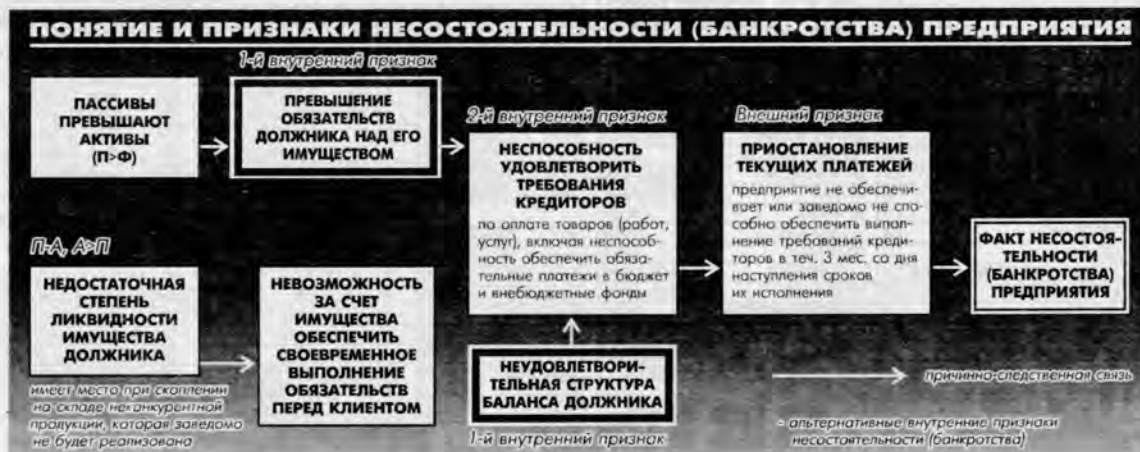 ПОНЯТИЕ И ПРИЗНАКИ НЕСОСТОЯТЕЛЬНОСТИ (БАНКРОТСТВА) ПРЕДПРИЯТИЯ
1-й внутренний признак
ПАССИВЫ
ПРЕВЫШАЮТ
АКТИВЫ
(П>Ф)
ПРЕВЫШЕНИЕ
ОБЯЗАТЕЛЬСТВ
ДОЛЖНИКА НАД ЕГО
ИМУЩЕСТВОМ
2-й внутренний признак
НЕСПОСОБНОСТЬ
УДОВЛЕТВОРИТЬ
ТРЕБОВАНИЯ
КРЕДИТОРОВ
по оплате товаров (работ,
услуг), включая неспособ-
ность обеспечить обяза-
тельные платежи в бюджет
и внебюджетные фонды
Внешний признак
ПРИОСТАНОВЛЕНИЕ
ТЕКУЩИХ ПЛАТЕЖЕЙ
предприятие не обеспечи-
вает или заведомо не спо-
собно обеспечить выпол-
нение требований креди-
торов в теч. 3 мес. со дня
наступления сроков
их исполнения
ФАКТ НЕСОСТОЯ-
ТЕЛЬНОСТИ
(БАНКРОТСТВА)
ПРЕДПРИЯТИЯ
П-А, А>П
НЕДОСТАТОЧНАЯ
СТЕПЕНЬ
ЛИКВИДНОСТИ
ИМУЩЕСТВА
ДОЛЖНИКА
имеет место при скоплении
на складе неконкурентной
продукции, которая заведомо
не будет реализована
НЕВОЗМОЖНОСТЬ
ЗА СЧЕТ
ИМУЩЕСТВА
ОБЕСПЕЧИТЬ
СВОЕВРЕМЕННОЕ
ВЫПОЛНЕНИЕ
ОБЯЗАТЕЛЬСТВ
ПЕРЕД КЛИЕНТОМ
НЕУДОВЛЕТВОРИ-
ТЕЛЬНАЯ СТРУКТУРА
БАЛАНСА ДОЛЖНИКА
1-й внутренний признак
причинно-следственная связь
- альтернативные внутренние признаки
несостоятельности (банкротства)